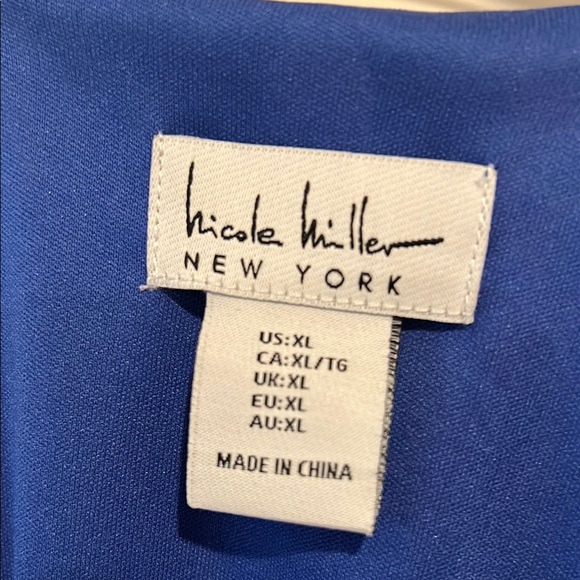 Nicole Miller
NEW YORK
US:XL
CA:XL/TG
UK:XL
EU:XL
AU:XL
MADE IN CHINA